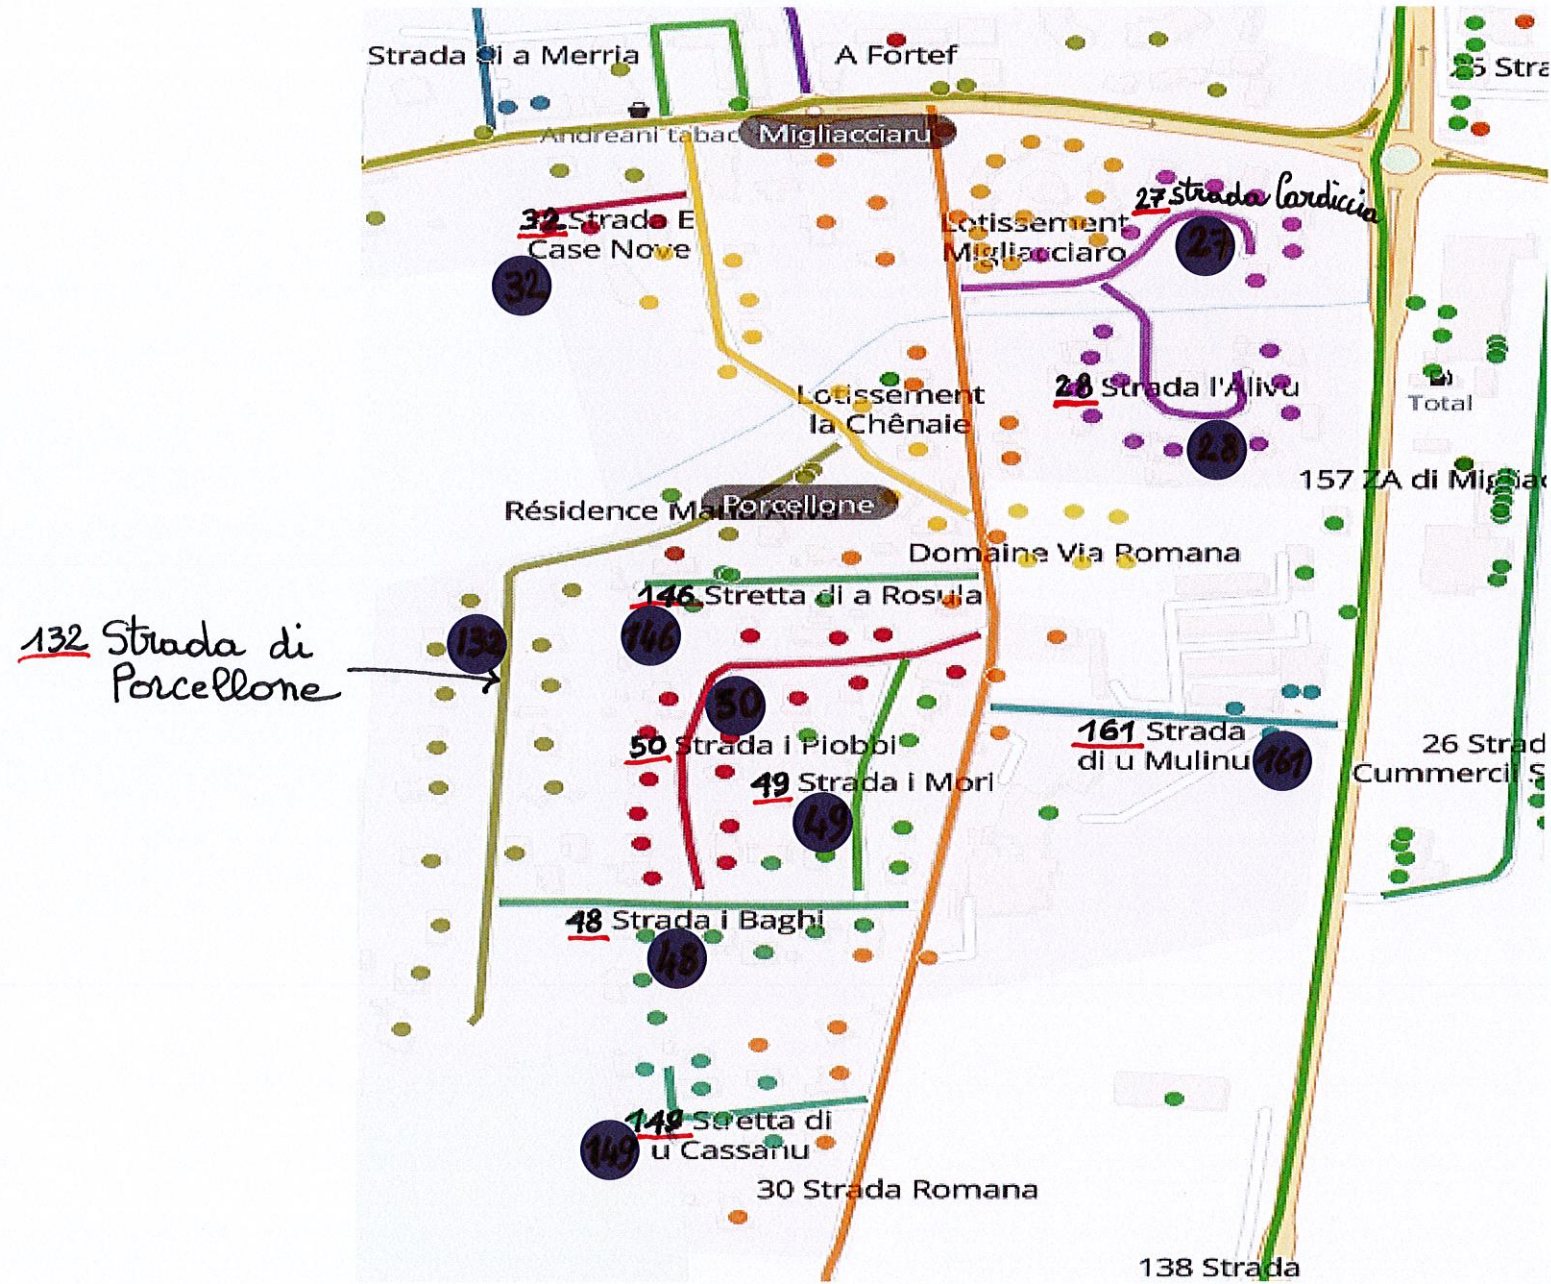 Strada di a Merria
A Fortef
Andreani tabac
Migliacciaru
27 Strada Cardiccia
32 Strada E
Case Nove
32
Lotissement
Migliacciaro
27
28 Strada l'Alivu
28
Total
Lotissement
la Chênaie
157 ZA di Migliac
Résidence
Porcellone
Domaine Via Romana
146 Stretta di a Rosula
146
132 Strada di
Porcellone
132
50
50 Strada i Piobbi
49 Strada i Mori
49
161 Strada
di u Mulinu
161
26 Strad
Cummerci
48 Strada i Baghi
48
149 Stretta di
u Cassanu
149
30 Strada Romana
138 Strada